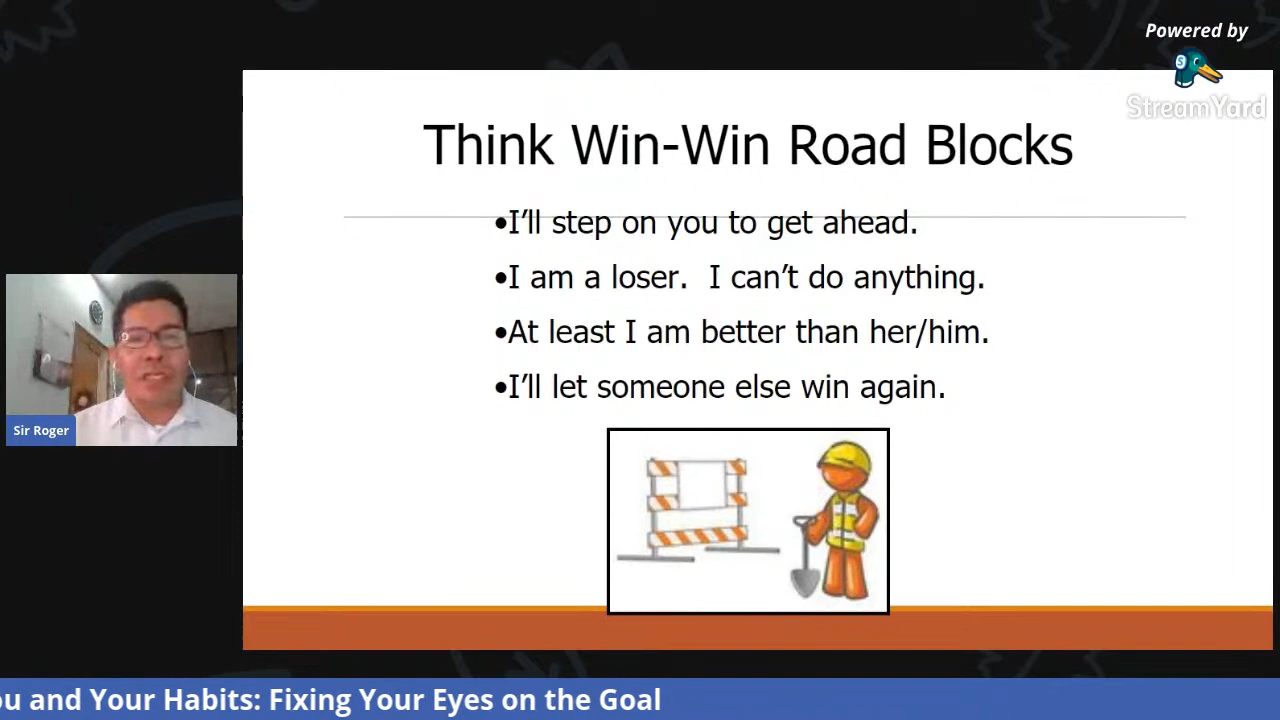 Powered by
StreamYard
Think Win-Win Road Blocks
•I’ll step on you to get ahead.
•I am a loser.  I can’t do anything.
•At least I am better than her/him.
•I’ll let someone else win again.
Sir Roger
ou and Your Habits: Fixing Your Eyes on the Goal